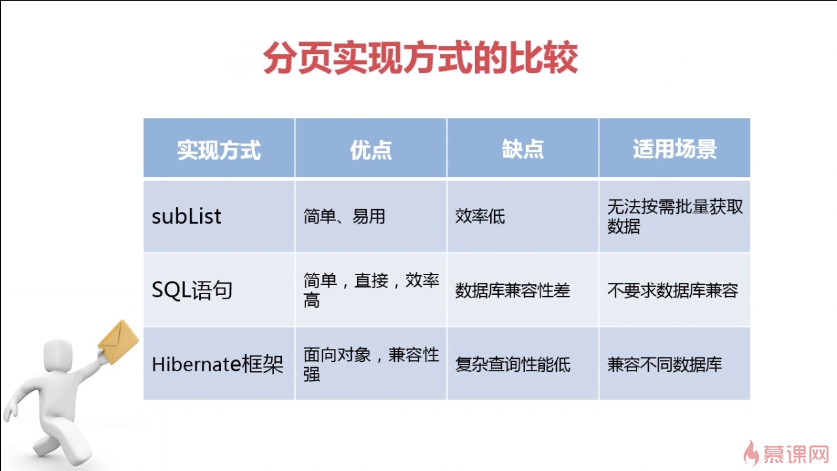 分页实现方式的比较
实现方式 优点 缺点 适用场景
subList 简单、易用 效率低 无法按需批量获取
数据
SQL语句 简单，直接，效率 数据库兼容性差 不要求数据库兼容
高
Hibernate框架 面向对象，兼容性 复杂查询性能低 兼容不同数据库
强
慕课网